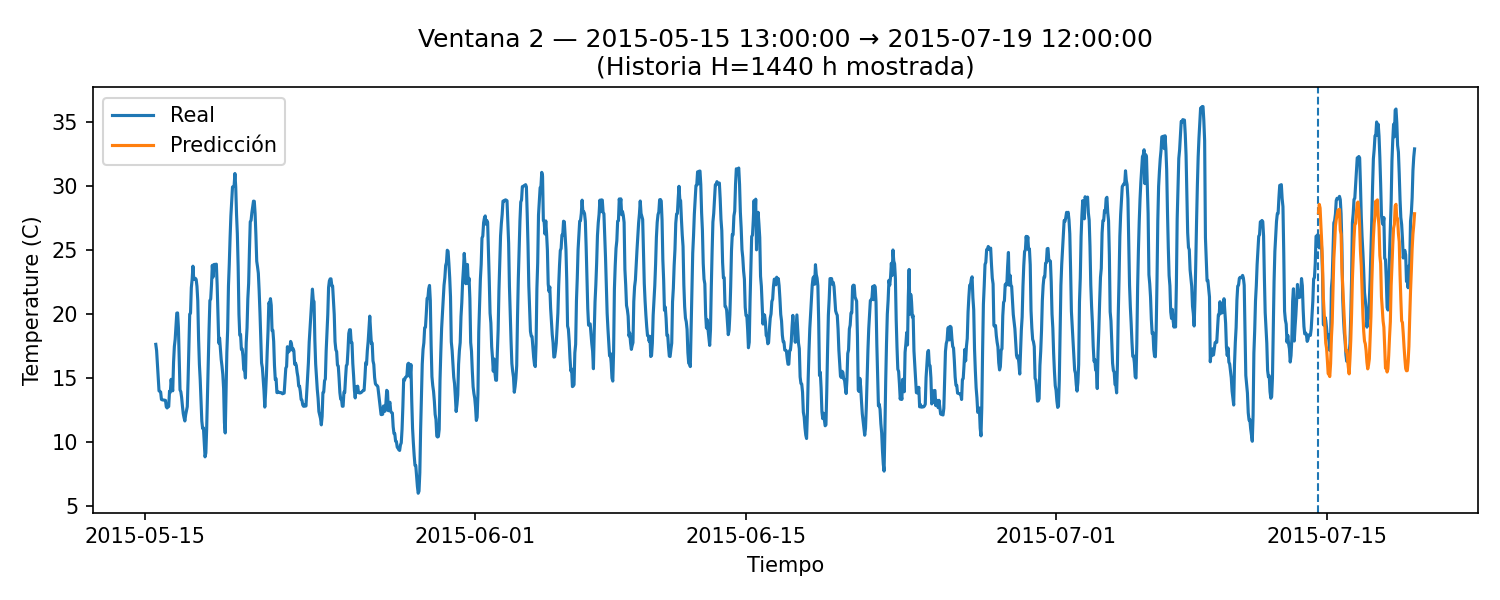 Ventana 2 — 2015-05-15 13:00:00 → 2015-07-19 12:00:00
(Historia H=1440 h mostrada)
Real
Predicción
Temperature (C)
35
30
25
20
15
10
5
2015-05-15
2015-06-01
2015-06-15
2015-07-01
2015-07-15
Tiempo